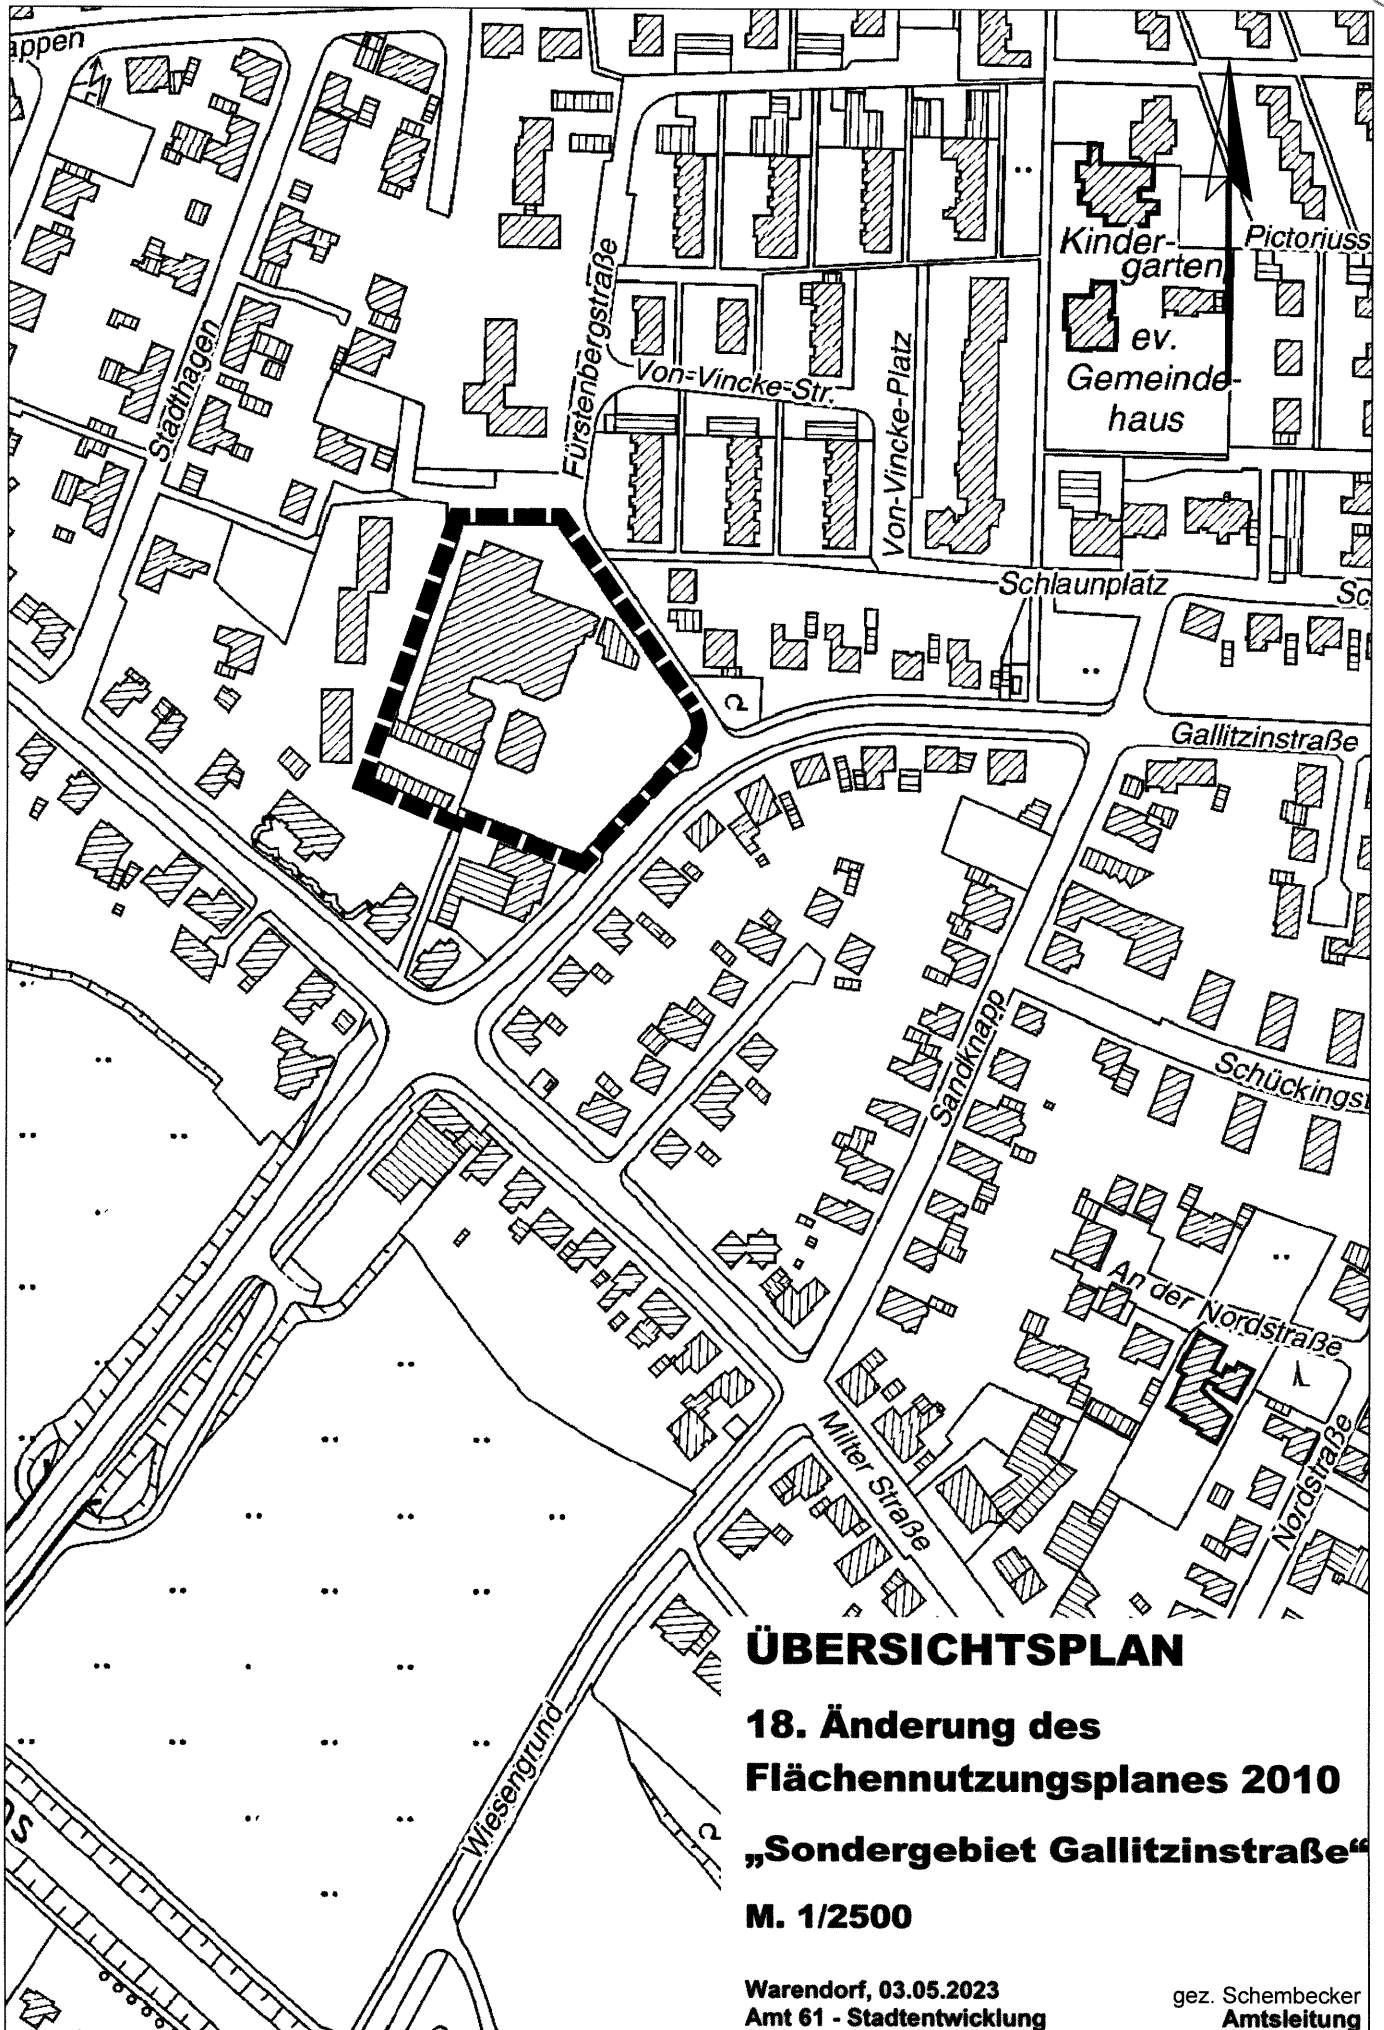 appen
Kinder-
garten
Pictoriuss
ev.
Gemeinde-
haus
Fürstenbergstraße
Stadthagen
Von-Vincke-Str.
Von-Vincke-Platz
Schlaunplatz
Sc
Gallitzinstraße
Sandknapp
Schückingst
An der Nordstraße
Nordstraße
Milter Straße
Wiesengrund
ÜBERSICHTSPLAN
18. Änderung des
Flächennutzungsplanes 2010
„Sondergebiet Gallitzinstraße“
M. 1/2500
Warendorf, 03.05.2023
Amt 61 - Stadtentwicklung
gez. Schembecker
Amtsleitung